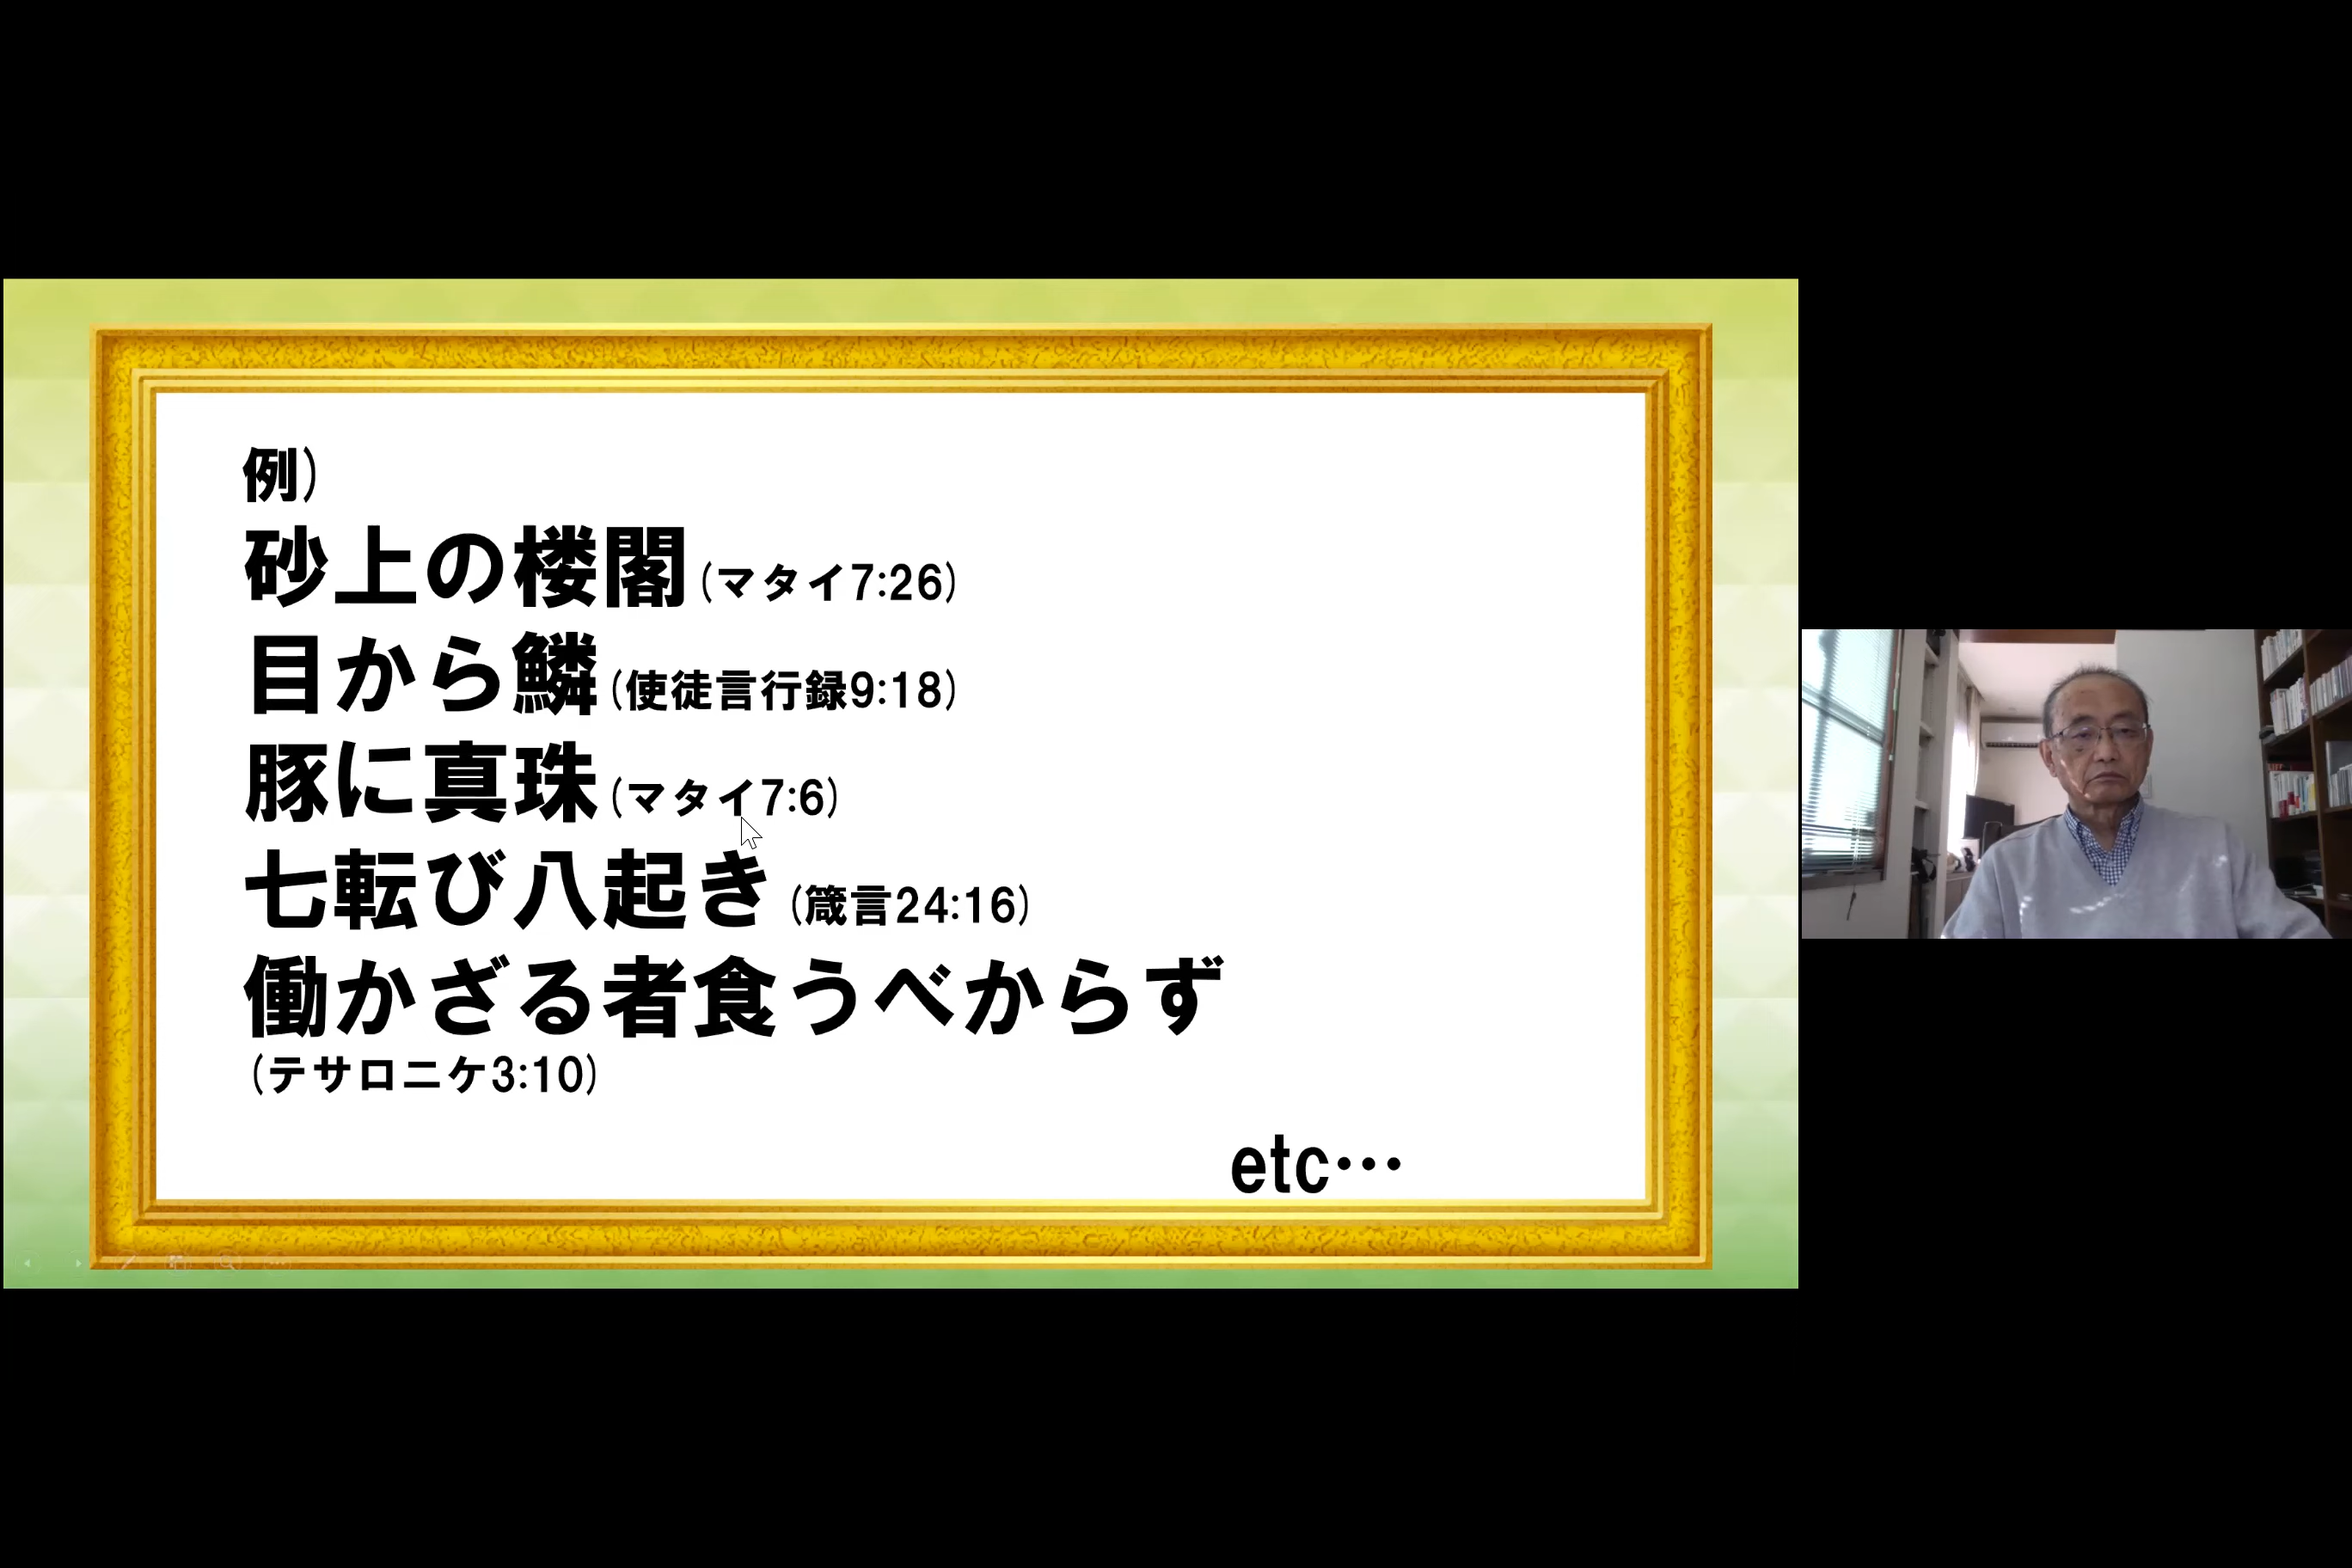 例)
砂上の楼閣(マタイ7:26)
目から鱗(使徒言行録9:18)
豚に真珠(マタイ7:6)
七転び八起き(箴言24:16)
働かざる者食うべからず
(テサロニケ3:10)
etc…